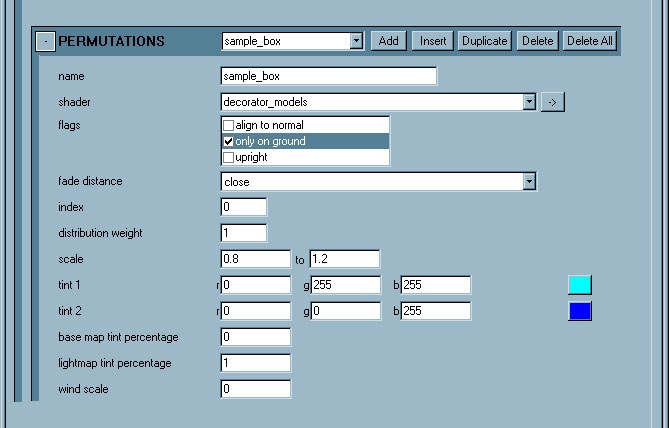 - PERMUTATIONS sample_box Add Insert Duplicate Delete Delete All
name sample_box
shader decorator_models ->
flags align to normal
only on ground
upright
fade distance close
index 0
distribution weight 1
scale 0.8 to 1.2
tint 1 r 0 g 255 b 255
tint 2 r 0 g 0 b 255
base map tint percentage 0
lightmap tint percentage 1
wind scale 0